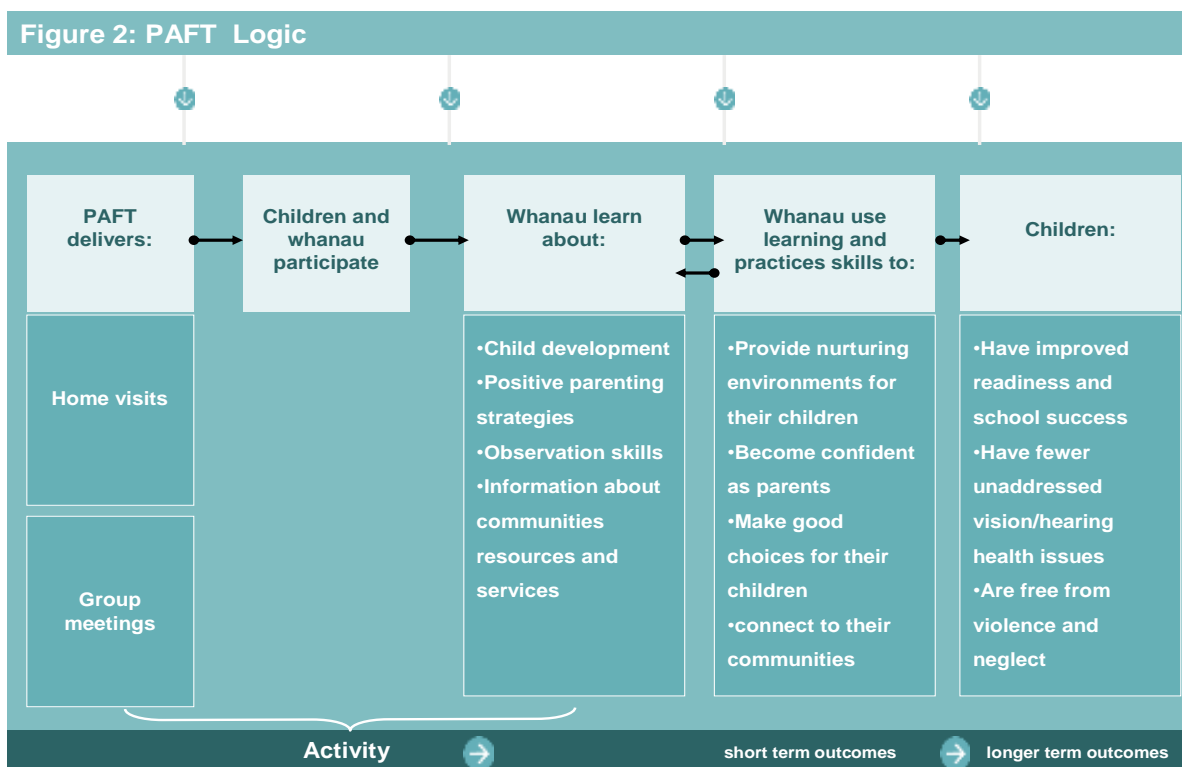 Figure 2: PAFT Logic
PAFT
delivers:
Children and
whanau
participate
Whanau learn
about:
Whanau use
learning and
practices skills to:
Children:
Home visits
Group
meetings
•Child development
•Positive parenting
strategies
•Observation skills
•Information about
communities
resources and
services
•Provide nurturing
environments for
their children
•Become confident
as parents
•Make good
choices for their
children
•connect to their
communities
•Have improved
readiness and
school success
•Have fewer
unaddressed
vision/hearing
health issues
•Are free from
violence and
neglect
Activity
short term outcomes
longer term outcomes